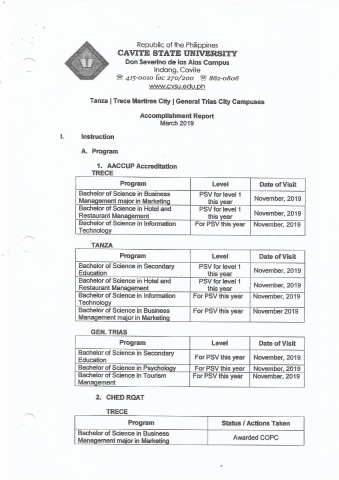 Republic of the Philippines
CAVITE STATE UNIVERSITY
Don Severino de las Alas Campus
Indang, Cavite
☏ 415-0010 loc 270/200 ☏ 862-0806
www.cvsu.edu.ph
Tanza | Trece Martires City | General Trias City Campuses
Accomplishment Report
March 2019
I. Instruction
A. Program
1. AACCUP Accreditation
TRECE
Program Level Date of Visit
Bachelor of Science in Business Management major in Marketing PSV for level 1 this year November, 2019
Bachelor of Science in Hotel and Restaurant Management PSV for level 1 this year November, 2019
Bachelor of Science in Information Technology For PSV this year November, 2019
TANZA
Program Level Date of Visit
Bachelor of Science in Secondary Education PSV for level 1 this year November, 2019
Bachelor of Science in Hotel and Restaurant Management PSV for level 1 this year November, 2019
Bachelor of Science in Information Technology For PSV this year November, 2019
Bachelor of Science in Business Management major in Marketing For PSV this year November 2019
GEN. TRIAS
Program Level Date of Visit
Bachelor of Science in Secondary Education For PSV this year November, 2019
Bachelor of Science in Psychology For PSV this year November, 2019
Bachelor of Science in Tourism Management For PSV this year November, 2019
2. CHED RQAT
TRECE
Program Status / Actions Taken
Bachelor of Science in Business Management major in Marketing Awarded COPC